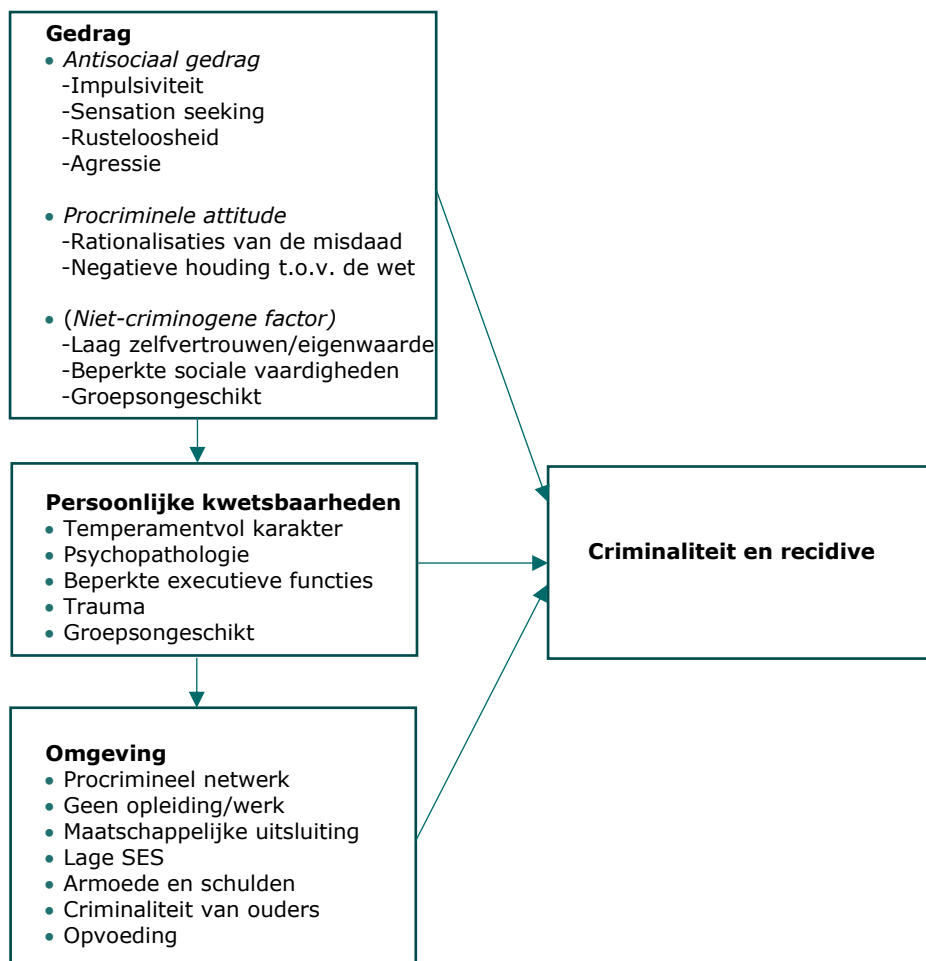 Gedrag
• Antisociaal gedrag
-Impulsiviteit
-Sensation seeking
-Rusteloosheid
-Agressie
• Procriminele attitude
-Rationalisaties van de misdaad
-Negatieve houding t.o.v. de wet
• (Niet-criminogene factor)
-Laag zelfvertrouwen/eigenwaarde
-Beperkte sociale vaardigheden
-Groepsongeschikt
Persoonlijke kwetsbaarheden
• Temperamentvol karakter
• Psychopathologie
• Beperkte executieve functies
• Trauma
• Groepsongeschikt
Criminaliteit en recidive
Omgeving
• Procrimineel netwerk
• Geen opleiding/werk
• Maatschappelijke uitsluiting
• Lage SES
• Armoede en schulden
• Criminaliteit van ouders
• Opvoeding